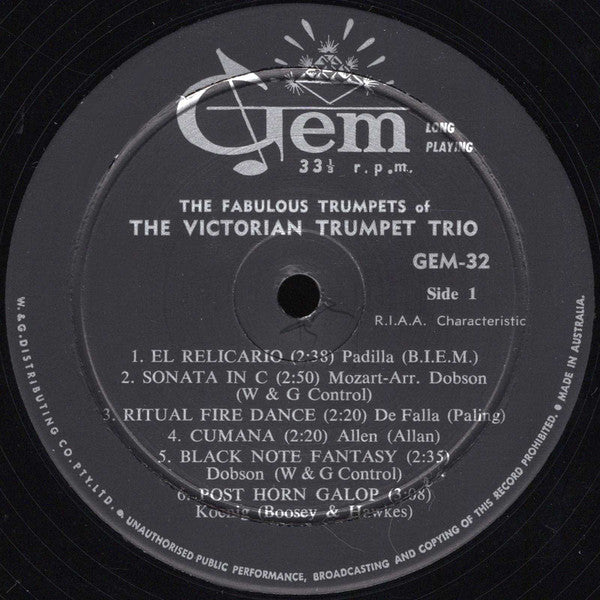 Gem
LONG
PLAYING
33⅓ r.p.m.
THE FABULOUS TRUMPETS of
THE VICTORIAN TRUMPET TRIO
GEM-32
Side 1
R.I.A.A. Characteristic
1. EL RELICARIO (2:38) Padilla (B.I.E.M.)
2. SONATA IN C (2:50) Mozart-Arr. Dobson
(W & G Control)
3. RITUAL FIRE DANCE (2:20) De Falla (Paling)
4. CUMANA (2:20) Allen (Allan)
5. BLACK NOTE FANTASY (2:35)
Dobson (W & G Control)
6. POST HORN GALOP (3:08)
Koenig (Boosey & Hawkes)
W.&G. DISTRIBUTING CO. PTY. LTD. ● UNAUTHORISED PUBLIC PERFORMANCE, BROADCASTING AND COPYING OF THIS RECORD PROHIBITED. ● MADE IN AUSTRALIA.